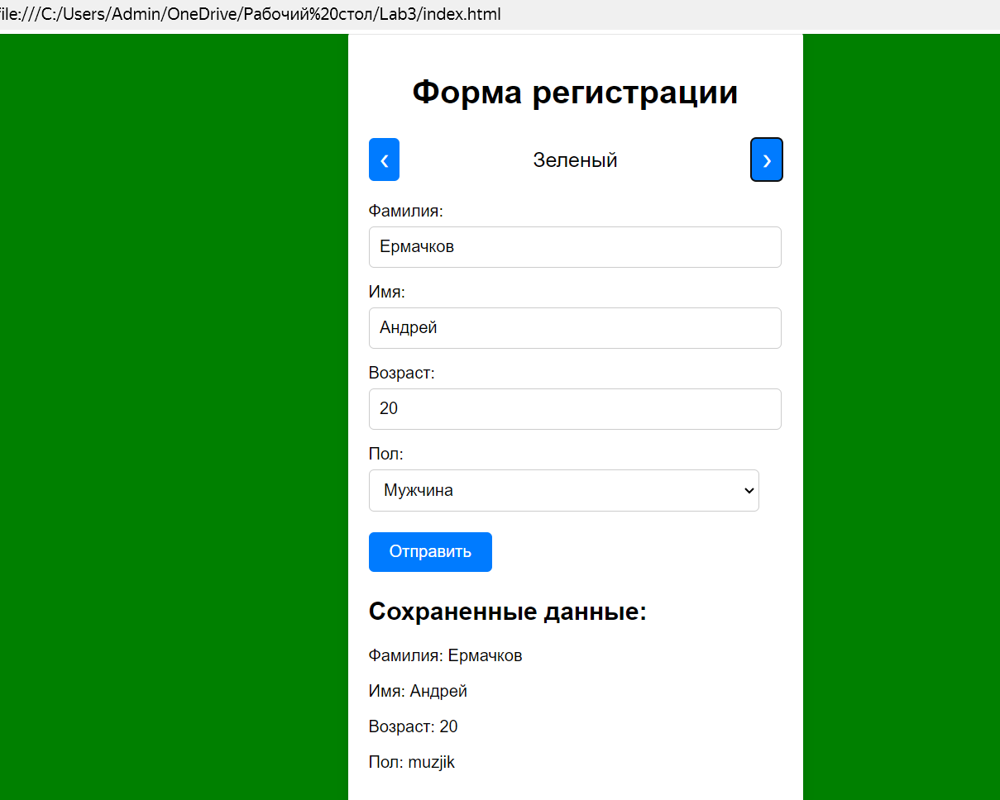 ile:///C:/Users/Admin/OneDrive/Рабочий%20стол/Lab3/index.html
Форма регистрации
‹ Зеленый ›
Фамилия:
Ермачков
Имя:
Андрей
Возраст:
20
Пол:
Мужчина
Отправить
Сохраненные данные:
Фамилия: Ермачков
Имя: Андрей
Возраст: 20
Пол: muzjik